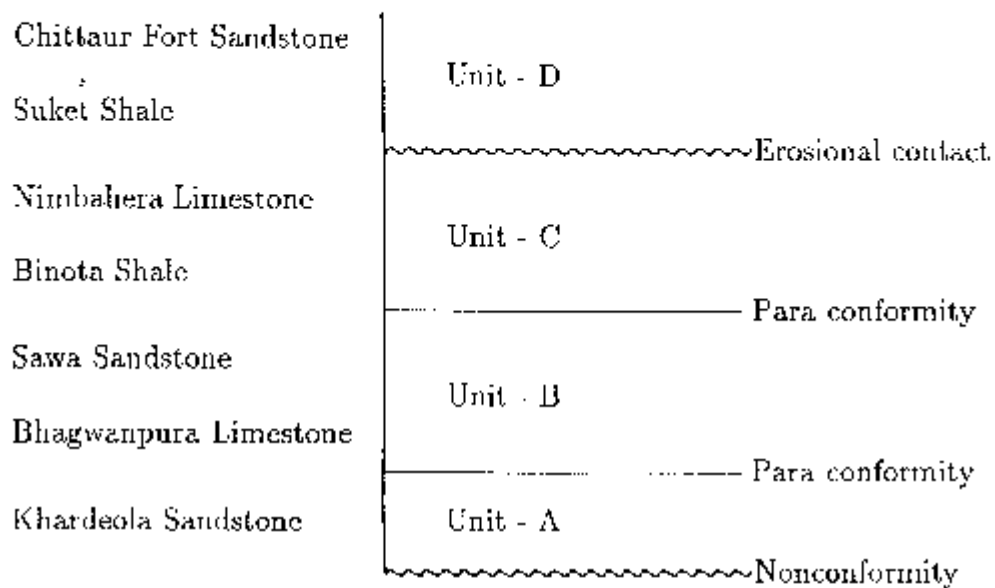 Chittaur Fort Sandstone
Unit - D
Suket Shale
Erosional contact
Nimbahera Limestone
Unit - C
Binota Shale
Para conformity
Sawa Sandstone
Unit - B
Bhagwanpura Limestone
Para conformity
Khardeola Sandstone
Unit - A
Nonconformity